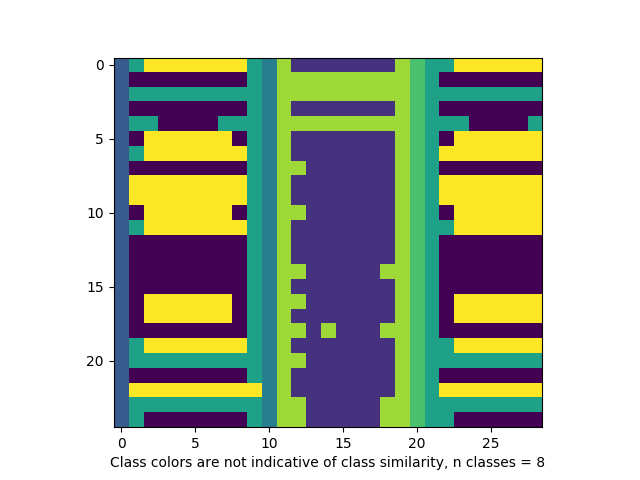 0
5
10
15
20
0 5 10 15 20 25
Class colors are not indicative of class similarity, n classes = 8